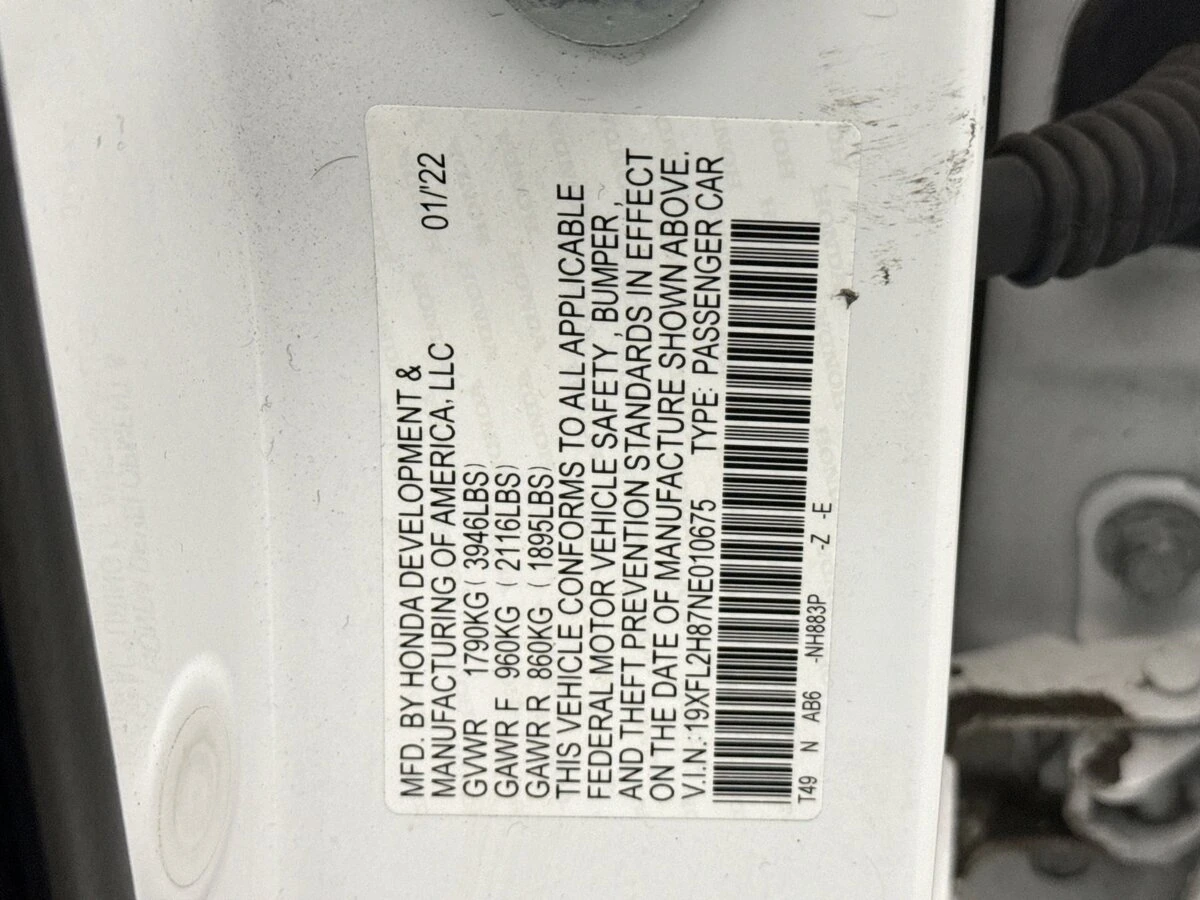 MFD. BY HONDA DEVELOPMENT &
MANUFACTURING OF AMERICA, LLC 01/'22
GVWR 1790KG ( 3946LBS)
GAWR F 960KG ( 2116LBS)
GAWR R 860KG ( 1895LBS)
THIS VEHICLE CONFORMS TO ALL APPLICABLE
FEDERAL MOTOR VEHICLE SAFETY , BUMPER ,
AND THEFT PREVENTION STANDARDS IN EFFECT
ON THE DATE OF MANUFACTURE SHOWN ABOVE.
V.I.N.: 19XFL2H87NE010675 TYPE: PASSENGER CAR
T49 N AB6 -NH883P -Z -E